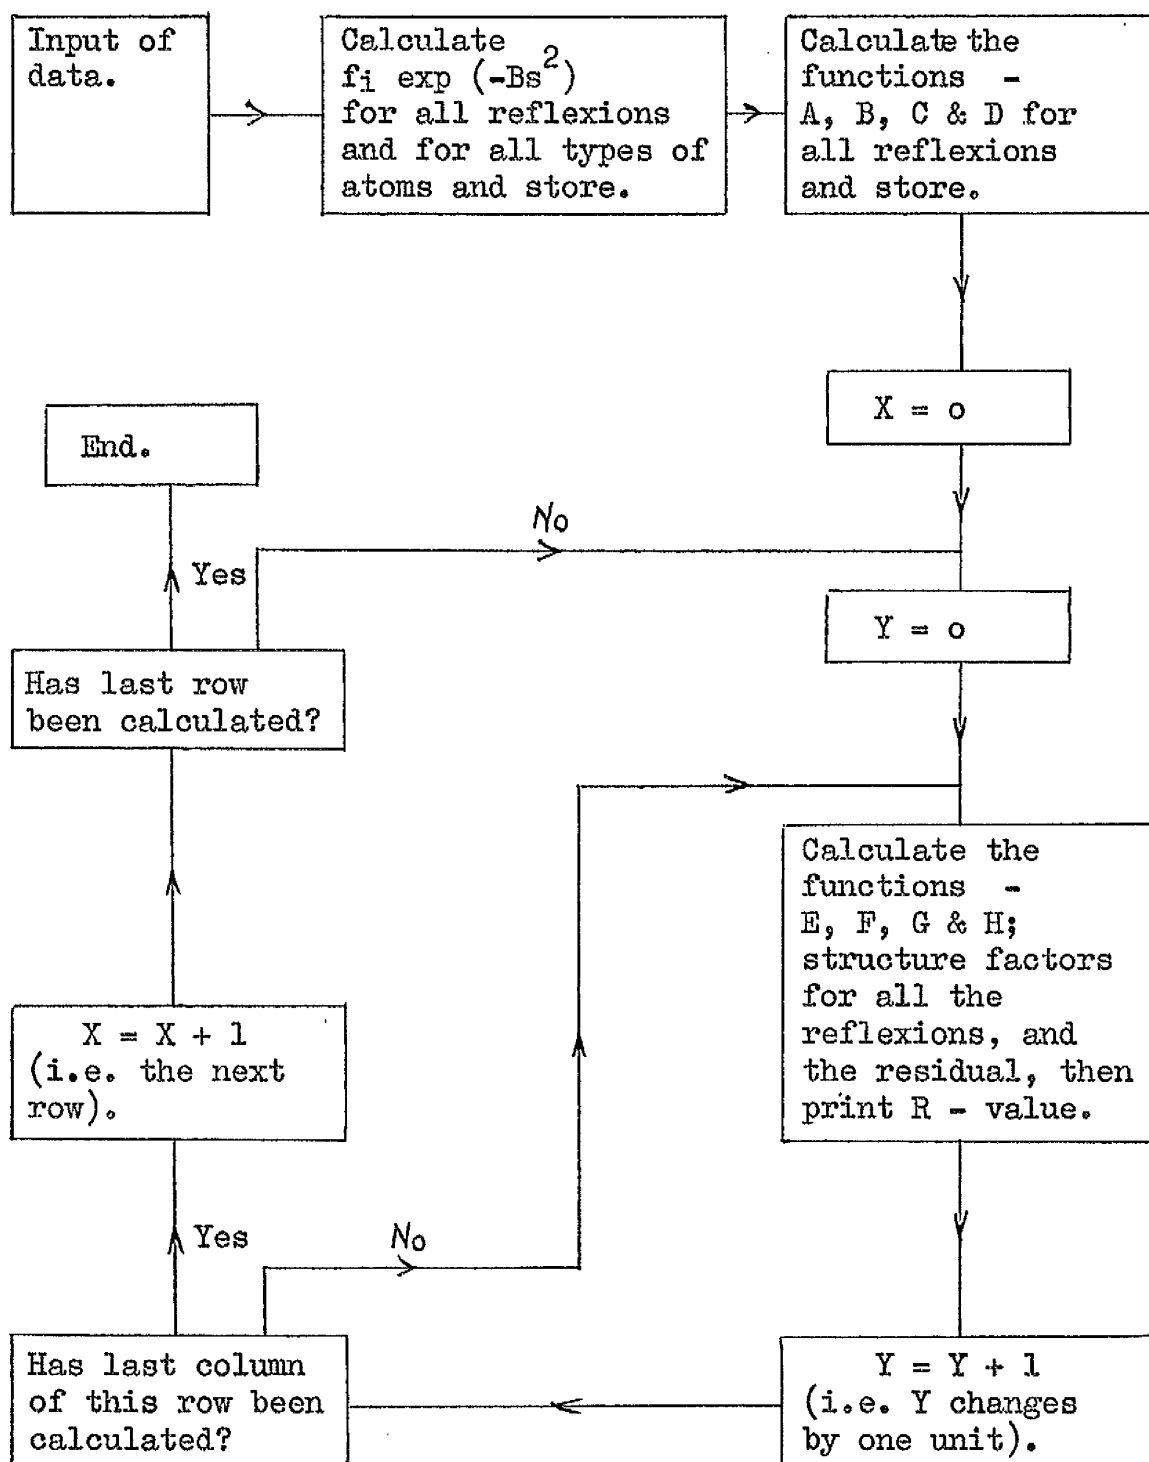 Input of
data.
Calculate
fi exp (-Bs²)
for all reflexions
and for all types of
atoms and store.
Calculate the
functions -
A, B, C & D for
all reflexions
and store.
X = o
End.
No
Yes
Y = o
Has last row
been calculated?
Calculate the
functions -
E, F, G & H;
structure factors
for all the
reflexions, and
the residual, then
print R - value.
X = X + 1
(i.e. the next
row).
Yes
No
Has last column
of this row been
calculated?
Y = Y + 1
(i.e. Y changes
by one unit).